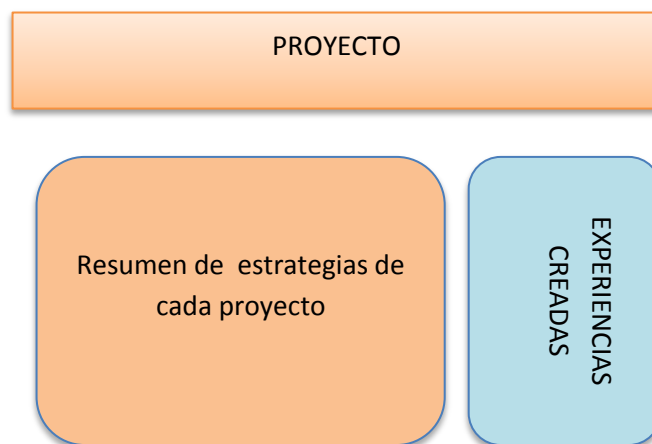 PROYECTO
Resumen de estrategias de
cada proyecto
EXPERIENCIAS
CREADAS